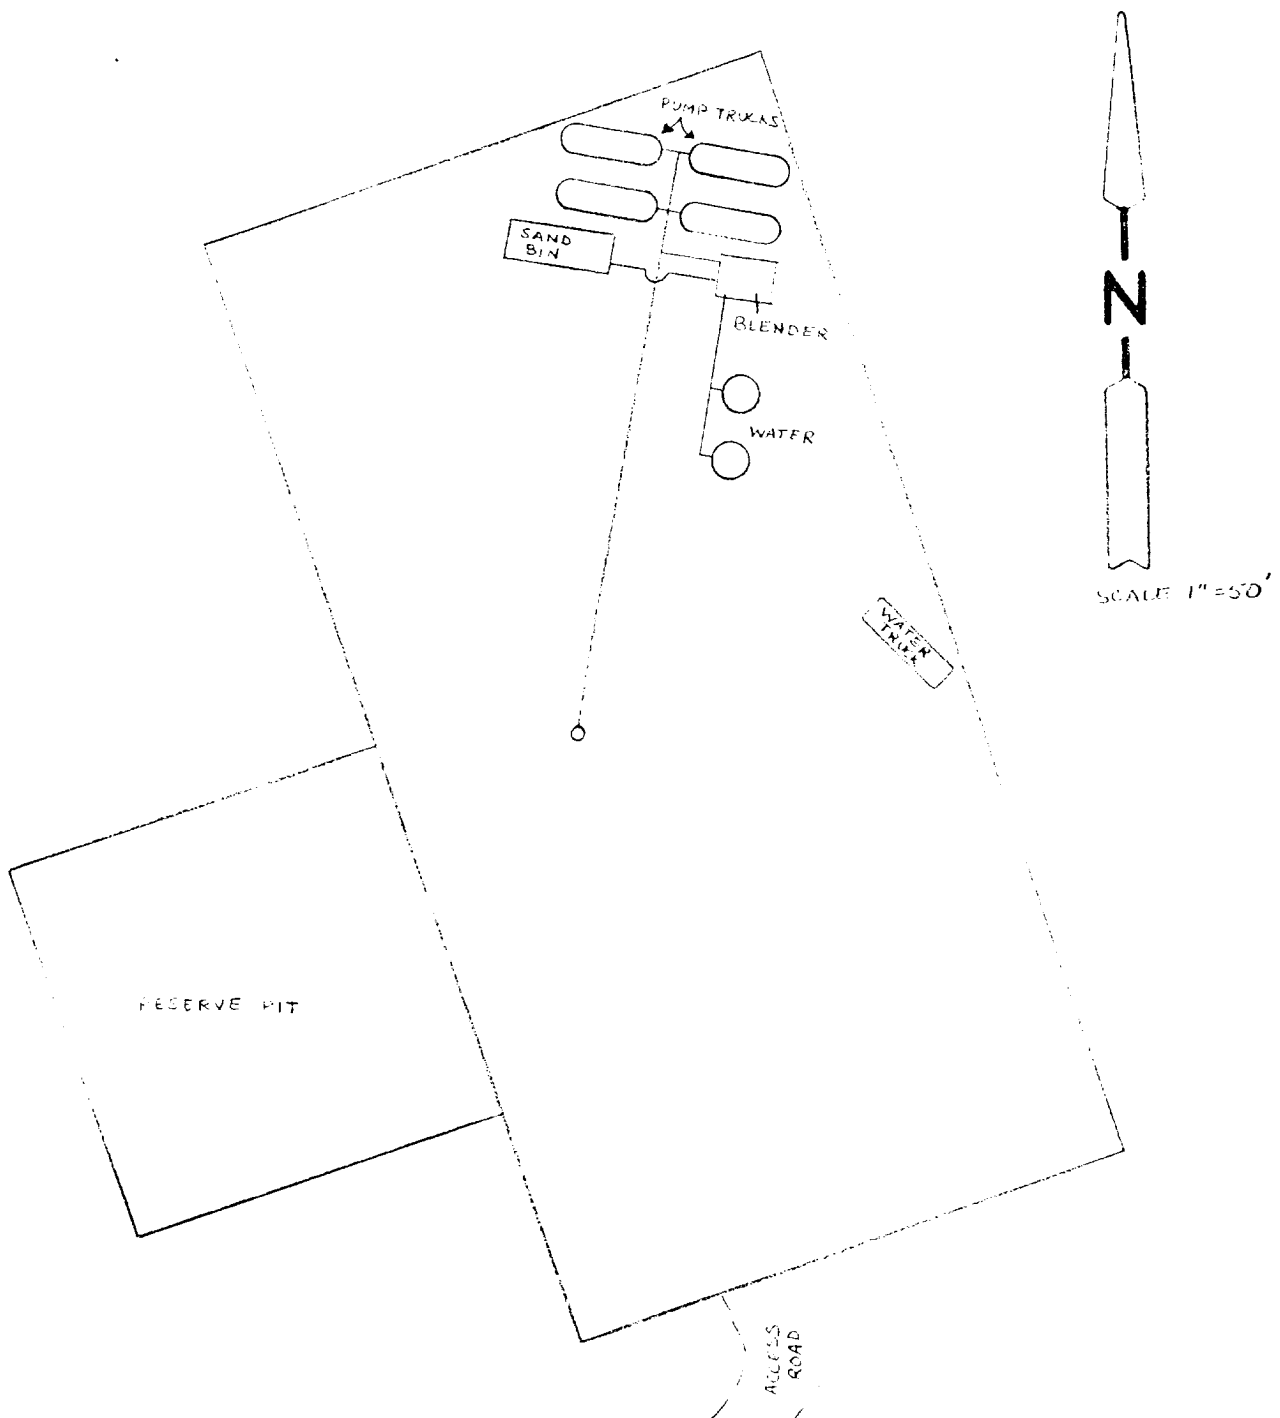 PUMP TRUCKS
SAND
BIN
N
BLENDER
WATER
SCALE 1"=50'
WATER
TRUCK
RESERVE PIT
ACCESS
ROAD